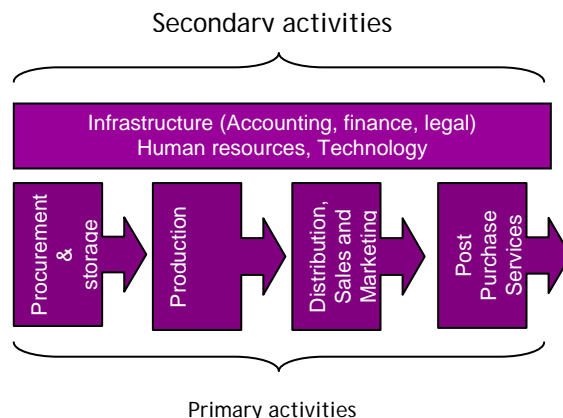 Secondary activities
Infrastructure (Accounting, finance, legal)
Human resources, Technology
Procurement
&
storage
Production
Distribution,
Sales and
Marketing
Post
Purchase
Services
Primary activities